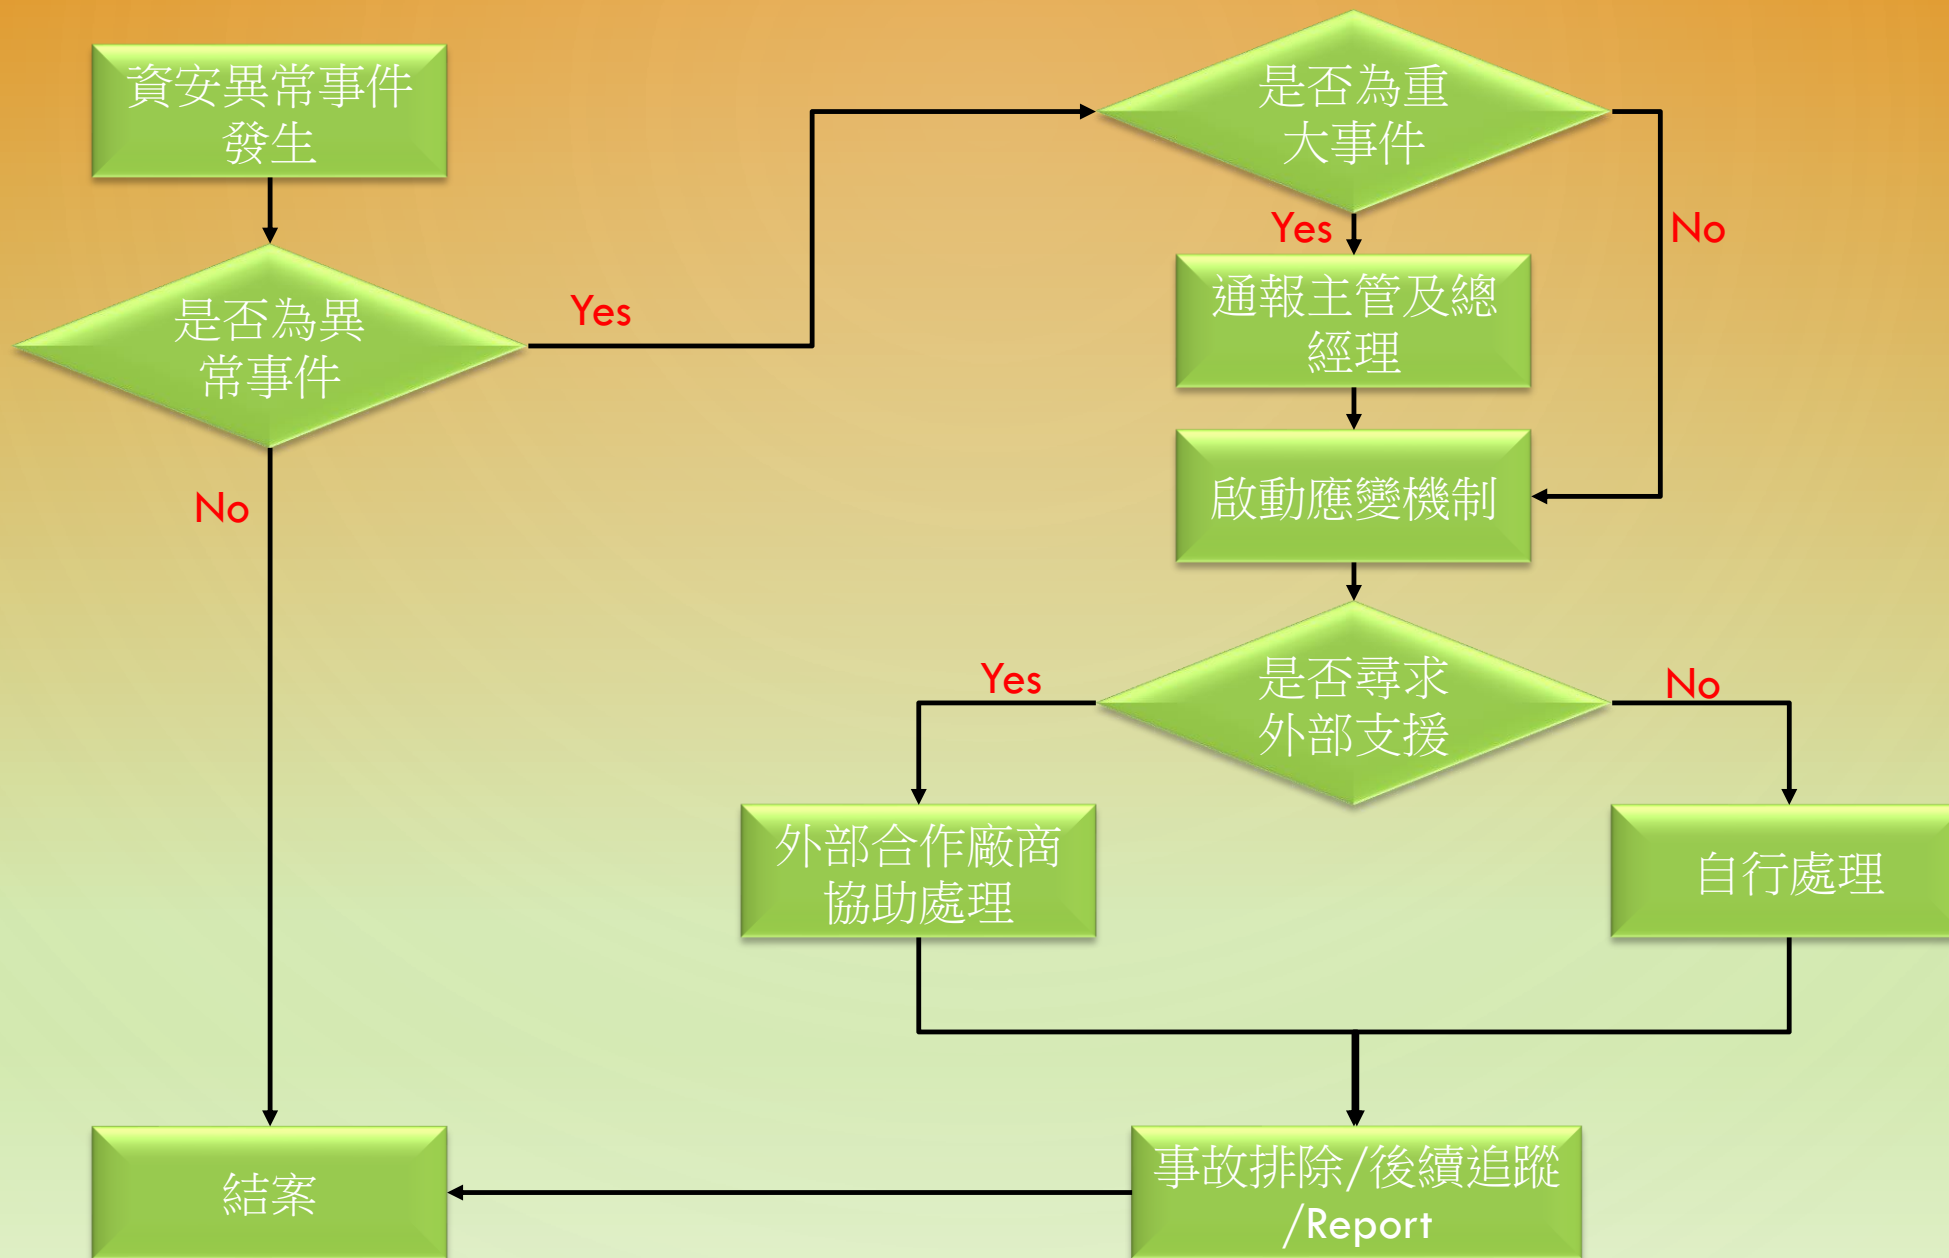 資安異常事件
發生
是否為異
常事件
Yes
No
是否為重
大事件
Yes
No
通報主管及總
經理
啟動應變機制
是否尋求
外部支援
Yes
No
外部合作廠商
協助處理
自行處理
事故排除/後續追蹤
/Report
結案